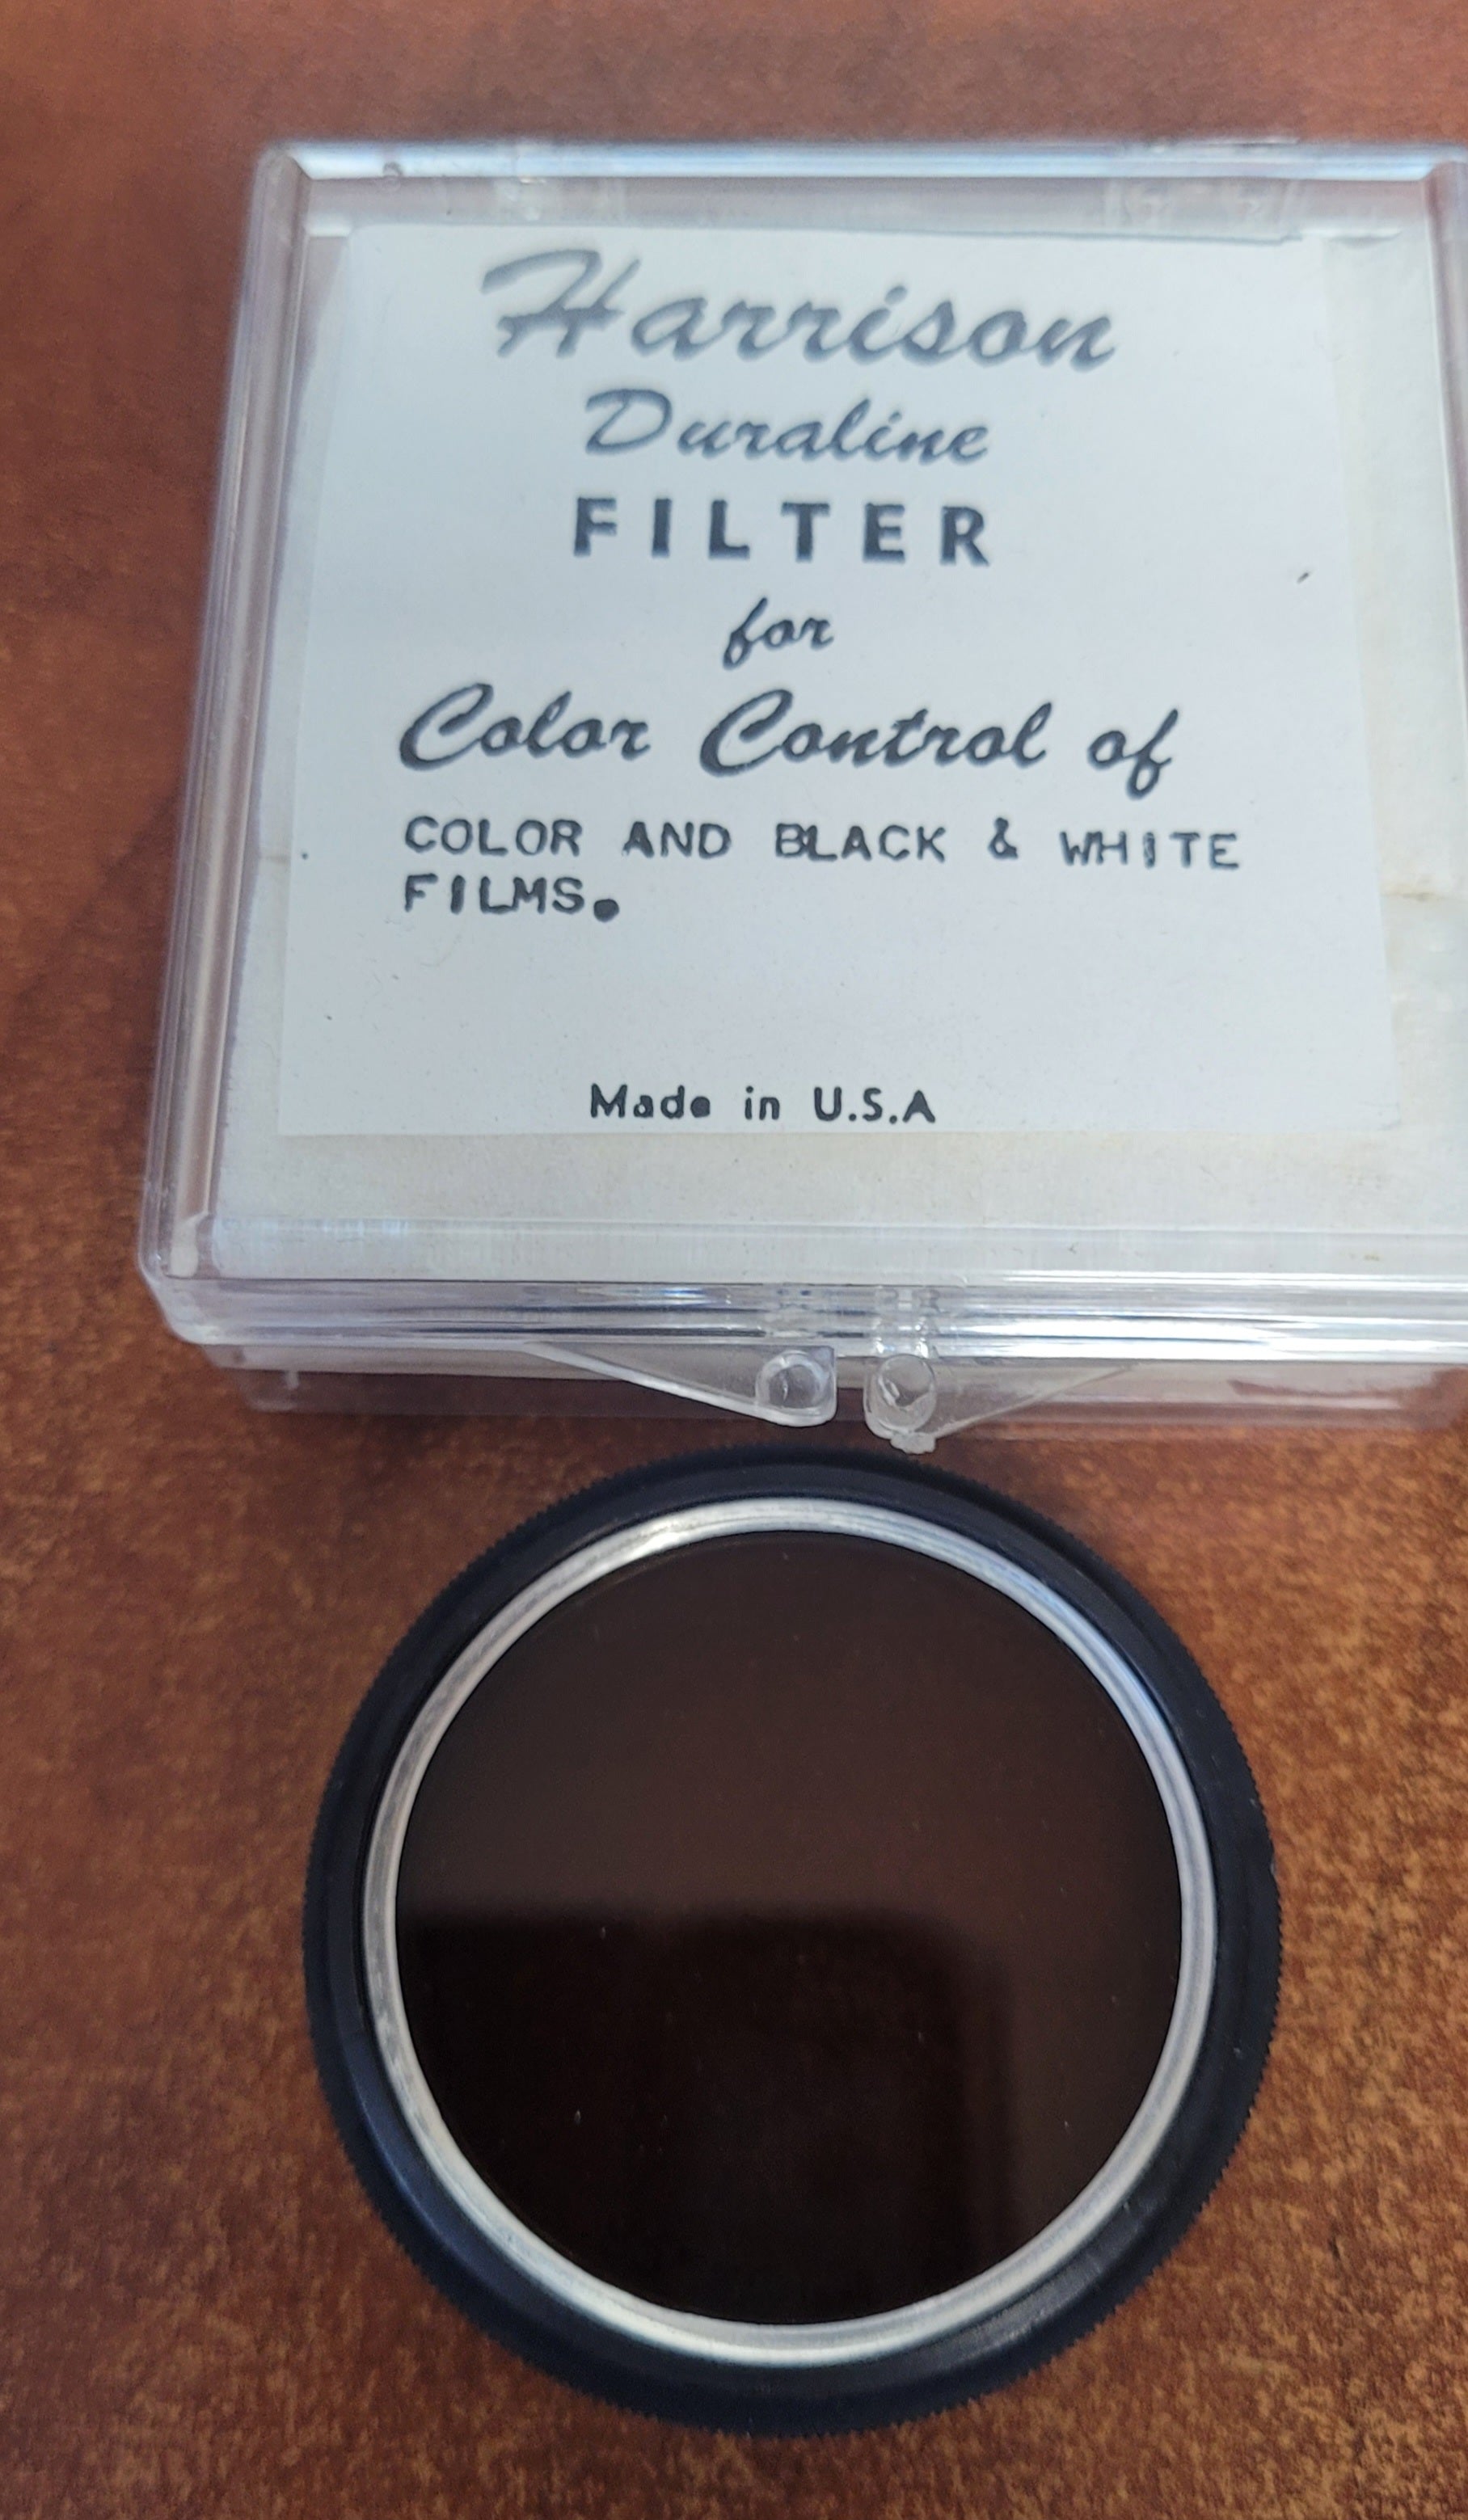 Harrison
Duraline
FILTER
for
Color Control of
COLOR AND BLACK & WHITE
FILMS.
Made in U.S.A